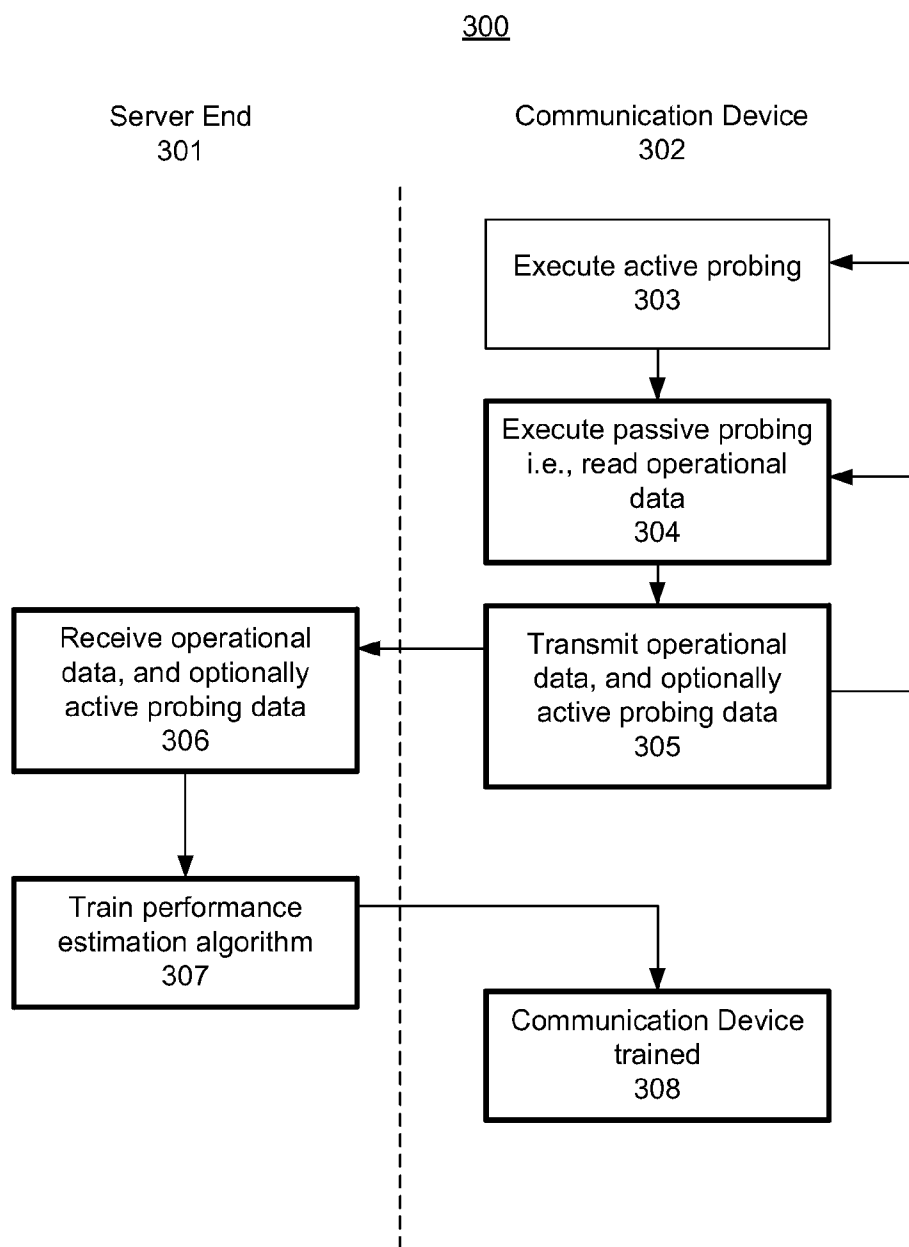 300
Server End
301
Communication Device
302
Execute active probing
303
Execute passive probing
i.e., read operational
data
304
Transmit operational
data, and optionally
active probing data
305
Receive operational
data, and optionally
active probing data
306
Train performance
estimation algorithm
307
Communication Device
trained
308